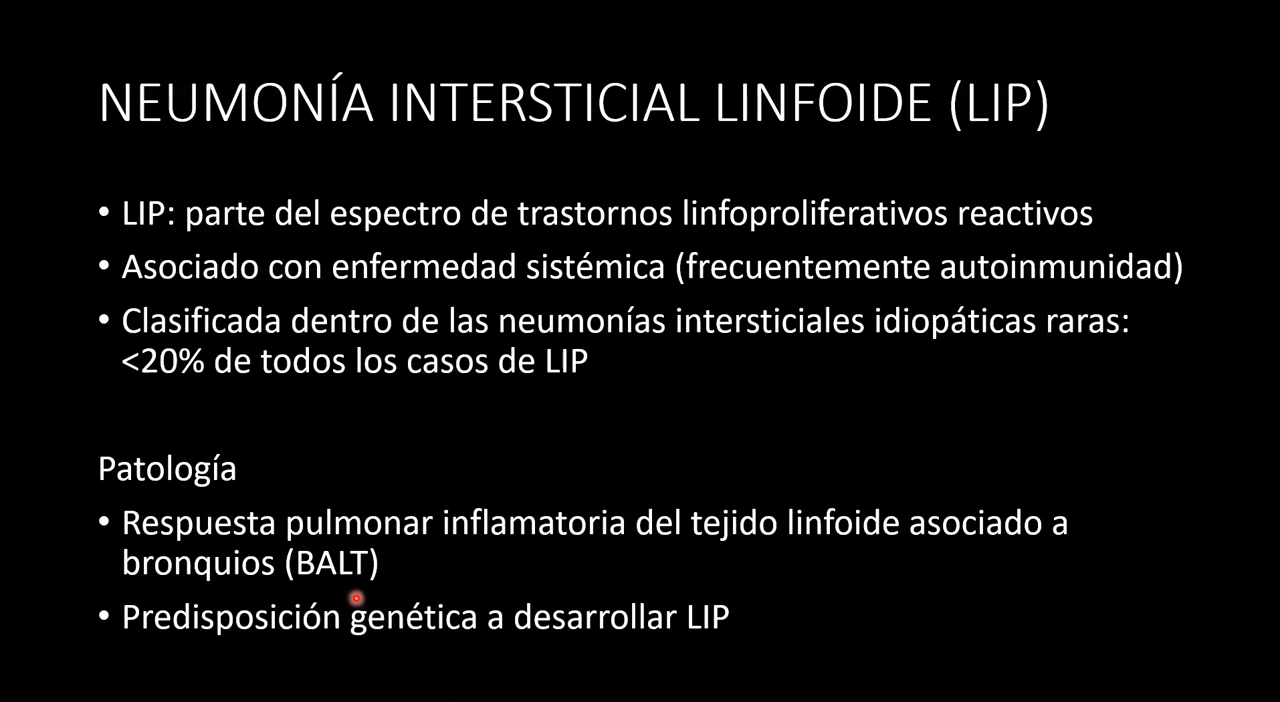 NEUMONÍA INTERSTICIAL LINFOIDE (LIP)
• LIP: parte del espectro de trastornos linfoproliferativos reactivos
• Asociado con enfermedad sistémica (frecuentemente autoinmunidad)
• Clasificada dentro de las neumonías intersticiales idiopáticas raras:
<20% de todos los casos de LIP
Patología
• Respuesta pulmonar inflamatoria del tejido linfoide asociado a
bronquios (BALT)
• Predisposición genética a desarrollar LIP